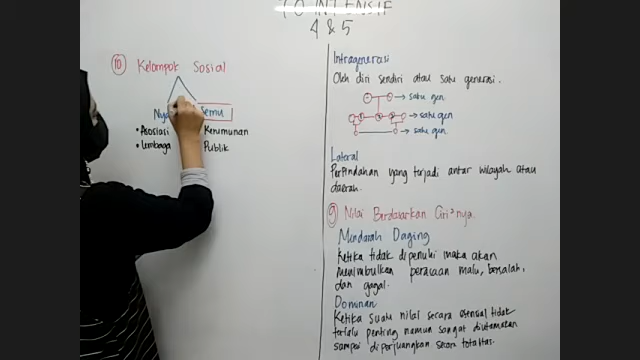 TO INTENSIF
4 & 5
10 Kelompok Sosial
Semu
• Asosiasi
Kerumunan
• Lembaga
Publik
Intragenerasi
Oleh diri sendiri atau satu generasi.
→ satu gen.
→ satu gen
→ satu gen.
Lateral
Perpindahan yang terjadi antar wilayah atau
daerah.
9 Nilai Berdasarkan Ciri²nya.
Mendarah Daging
Ketika tidak dipenuhi maka akan
menimbulkan perasaan malu, bersalah,
dan gagal.
Dominan
Ketika suatu nilai secara esensial tidak
terlalu penting namun sangat diutamakan
sampai diperjuangkan secara totalitas.